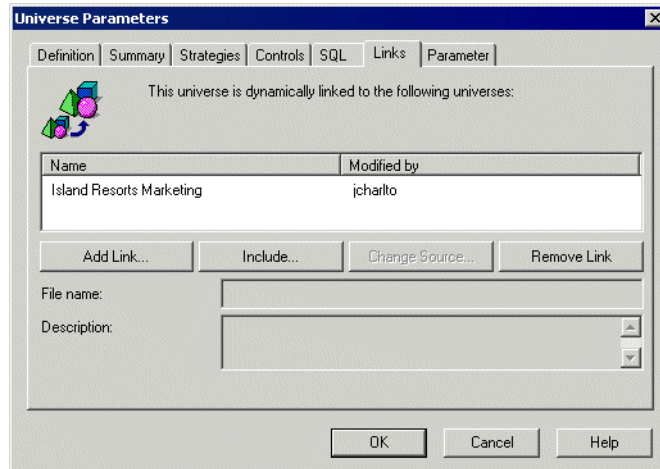 Universe Parameters
Definition Summary Strategies Controls SQL Links Parameter
This universe is dynamically linked to the following universes:
Name Modified by
Island Resorts Marketing jcharlto
Add Link... Include... Change Source... Remove Link
File name:
Description:
OK Cancel Help